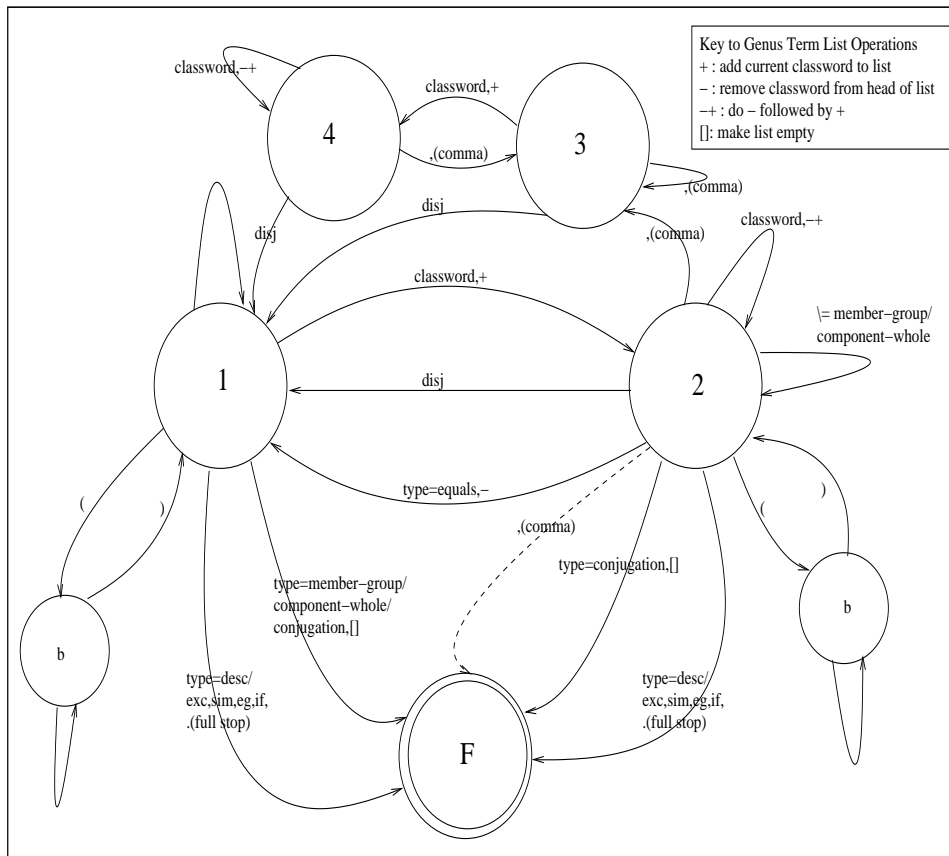 Key to Genus Term List Operations
+ : add current classword to list
− : remove classword from head of list
−+ : do − followed by +
[]: make list empty
classword,−+
classword,+
4
3
,(comma)
,(comma)
disj
disj
,(comma)
classword,−+
classword,+
\= member−group/
component−whole
1
2
disj
type=equals,−
(
)
,(comma)
(
)
type=conjugation,[]
type=member−group/
component−whole/
conjugation,[]
b
b
type=desc/
exc,sim,eg,if,
.(full stop)
type=desc/
exc,sim,eg,if,
.(full stop)
F